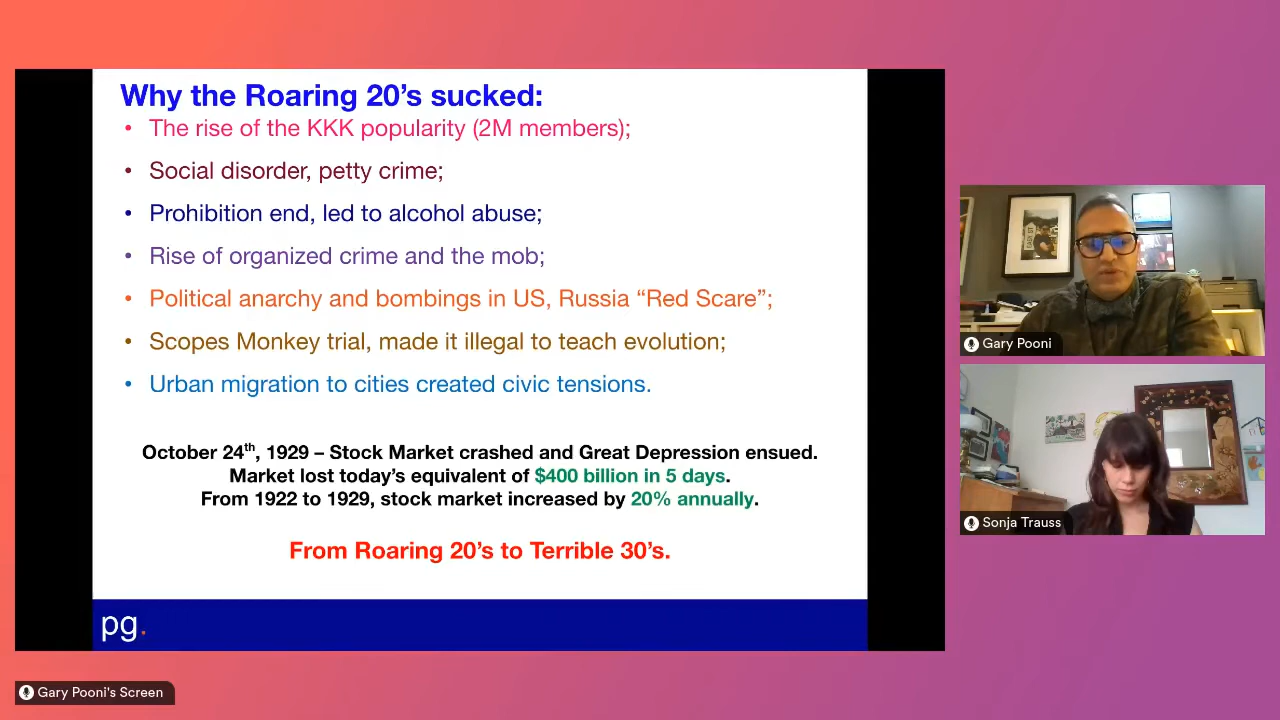 Why the Roaring 20’s sucked:
• The rise of the KKK popularity (2M members);
• Social disorder, petty crime;
• Prohibition end, led to alcohol abuse;
• Rise of organized crime and the mob;
• Political anarchy and bombings in US, Russia “Red Scare”;
• Scopes Monkey trial, made it illegal to teach evolution;
• Urban migration to cities created civic tensions.
October 24th, 1929 – Stock Market crashed and Great Depression ensued.
Market lost today’s equivalent of $400 billion in 5 days.
From 1922 to 1929, stock market increased by 20% annually.
From Roaring 20’s to Terrible 30’s.
pg.
Gary Pooni's Screen
EASY ST
Gary Pooni
Sonja Trauss